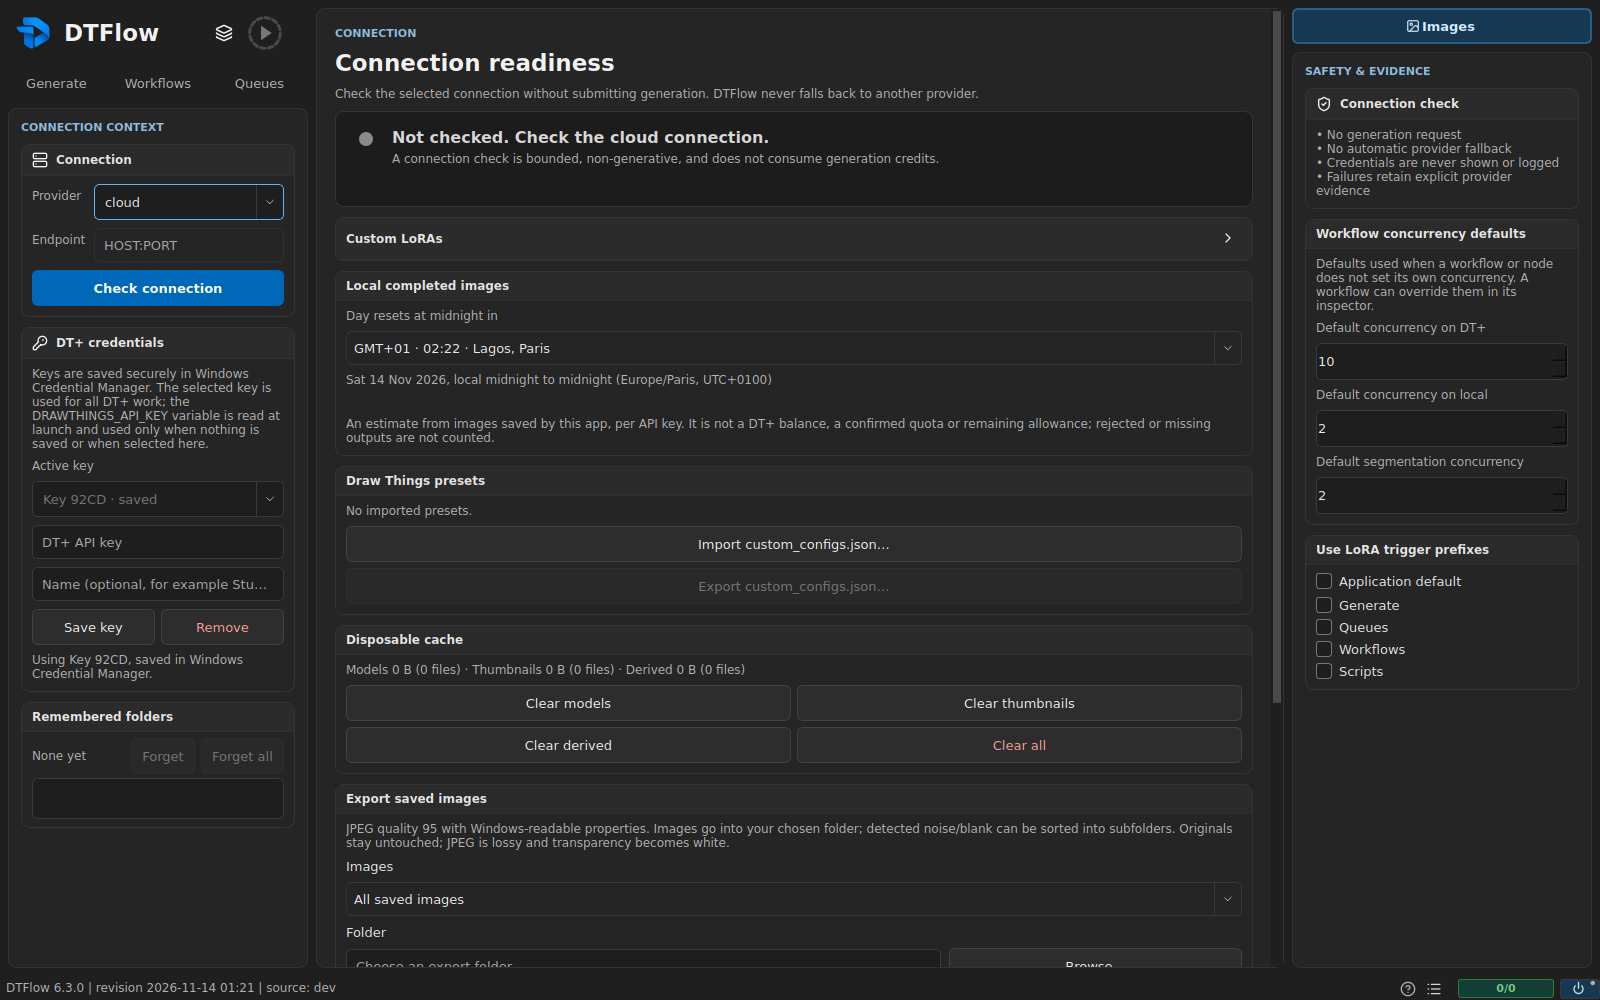 DTFlow
Generate
Workflows
Queues
CONNECTION CONTEXT
Connection
Provider
cloud
Endpoint
HOST:PORT
Check connection
DT+ credentials
Keys are saved securely in Windows
Credential Manager. The selected key is
used for all DT+ work; the
DRAWTHINGS_API_KEY variable is read at
launch and used only when nothing is
saved or when selected here.
Active key
Key 92CD · saved
DT+ API key
Name (optional, for example Stu...
Save key
Remove
Using Key 92CD, saved in Windows
Credential Manager.
Remembered folders
None yet
Forget
Forget all
CONNECTION
Connection readiness
Check the selected connection without submitting generation. DTFlow never falls back to another provider.
Not checked. Check the cloud connection.
A connection check is bounded, non-generative, and does not consume generation credits.
Custom LoRAs
Local completed images
Day resets at midnight in
GMT+01 · 02:22 · Lagos, Paris
Sat 14 Nov 2026, local midnight to midnight (Europe/Paris, UTC+0100)
An estimate from images saved by this app, per API key. It is not a DT+ balance, a confirmed quota or remaining allowance; rejected or missing
outputs are not counted.
Draw Things presets
No imported presets.
Import custom_configs.json...
Export custom_configs.json...
Disposable cache
Models 0 B (0 files) · Thumbnails 0 B (0 files) · Derived 0 B (0 files)
Clear models
Clear thumbnails
Clear derived
Clear all
Export saved images
JPEG quality 95 with Windows-readable properties. Images go into your chosen folder; detected noise/blank can be sorted into subfolders. Originals
stay untouched; JPEG is lossy and transparency becomes white.
Images
All saved images
Folder
Choose an export folder
Browse
Images
SAFETY & EVIDENCE
Connection check
• No generation request
• No automatic provider fallback
• Credentials are never shown or logged
• Failures retain explicit provider
evidence
Workflow concurrency defaults
Defaults used when a workflow or node
does not set its own concurrency. A
workflow can override them in its
inspector.
Default concurrency on DT+
10
Default concurrency on local
2
Default segmentation concurrency
2
Use LoRA trigger prefixes
Application default
Generate
Queues
Workflows
Scripts
DTFlow 6.3.0 | revision 2026-11-14 01:21 | source: dev
0/0